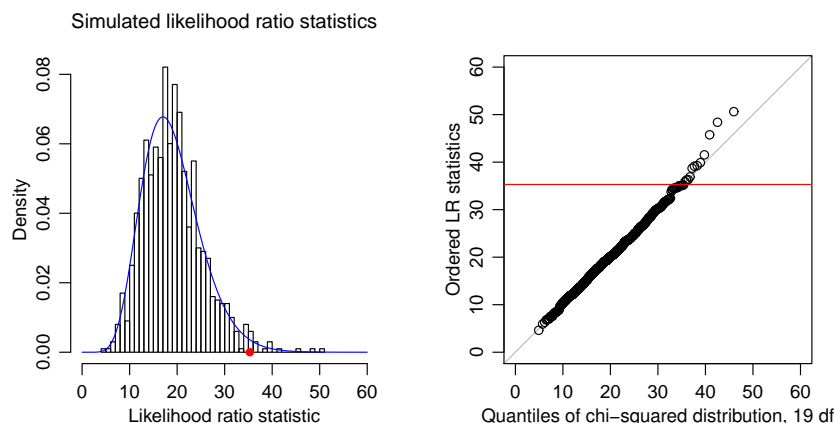 Simulated likelihood ratio statistics
Density
0.00 0.02 0.04 0.06 0.08
0 10 20 30 40 50 60
Likelihood ratio statistic
Ordered LR statistics
0 10 20 30 40 50 60
0 10 20 30 40 50 60
Quantiles of chi−squared distribution, 19 df